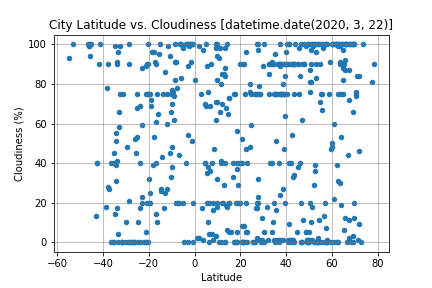 City Latitude vs. Cloudiness [datetime.date(2020, 3, 22)]
100
80
60
40
20
0
Cloudiness (%)
−60 −40 −20 0 20 40 60 80
Latitude